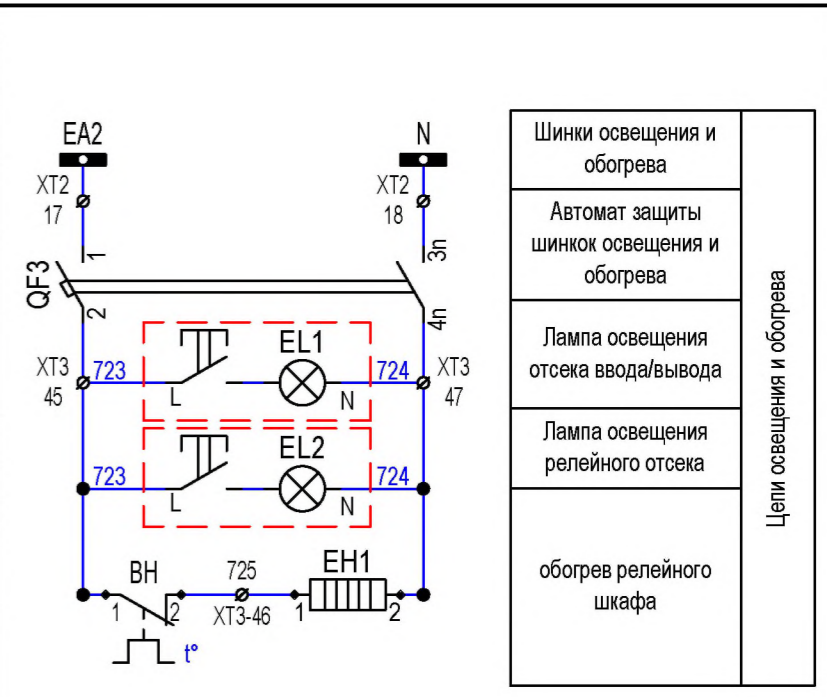 EA2
N
XT2
17
XT2
18
1
3n
QF3
2
4n
EL1
XT3
45
723
724
XT3
47
L
N
EL2
723
724
L
N
BH
725
EH1
1
2
XT3-46
1
2
t°
Шинки освещения и
обогрева
Автомат защиты
шинкок освещения и
обогрева
Лампа освещения
отсека ввода/вывода
Лампа освещения
релейного отсека
обогрев релейного
шкафа
Цепи освещения и обогрева